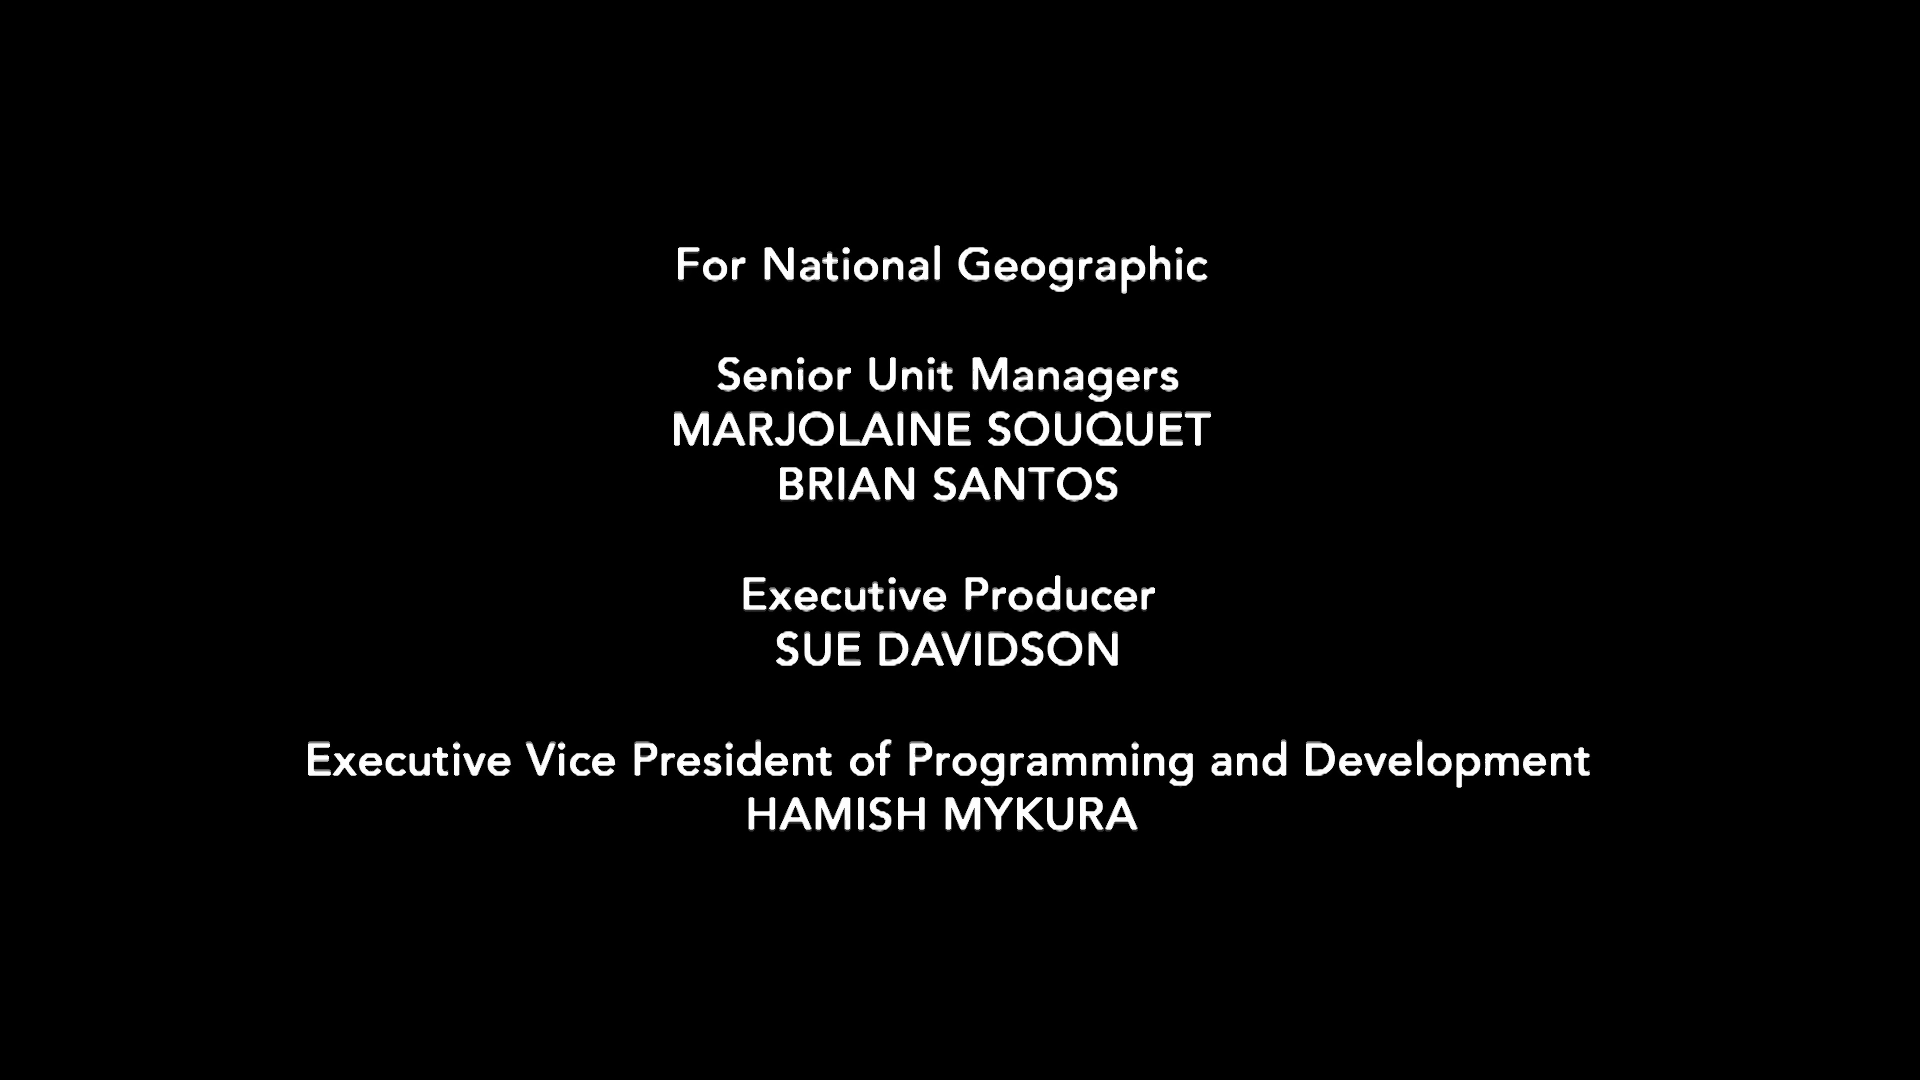 For National Geographic
Senior Unit Managers
MARJOLAINE SOUQUET
BRIAN SANTOS
Executive Producer
SUE DAVIDSON
Executive Vice President of Programming and Development
HAMISH MYKURA